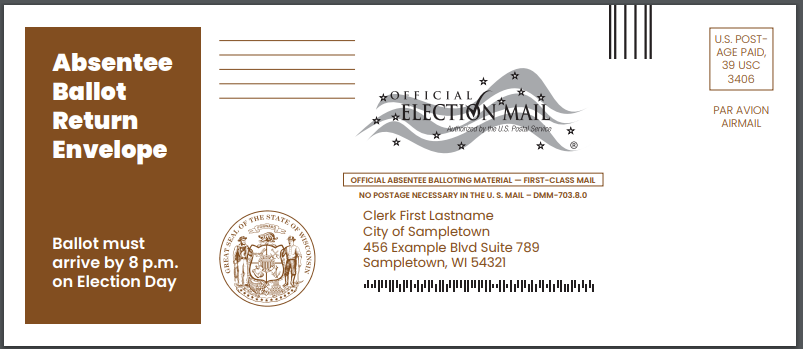 Absentee
Ballot
Return
Envelope
Ballot must
arrive by 8 p.m.
on Election Day
OFFICIAL
ELECTION MAIL
Authorized by the U.S. Postal Service
®
U.S. POST-
AGE PAID,
39 USC
3406
PAR AVION
AIRMAIL
OFFICIAL ABSENTEE BALLOTING MATERIAL — FIRST-CLASS MAIL
NO POSTAGE NECESSARY IN THE U. S. MAIL – DMM-703.8.0
GREAT SEAL OF THE STATE OF WISCONSIN
Clerk First Lastname
City of Sampletown
456 Example Blvd Suite 789
Sampletown, WI 54321